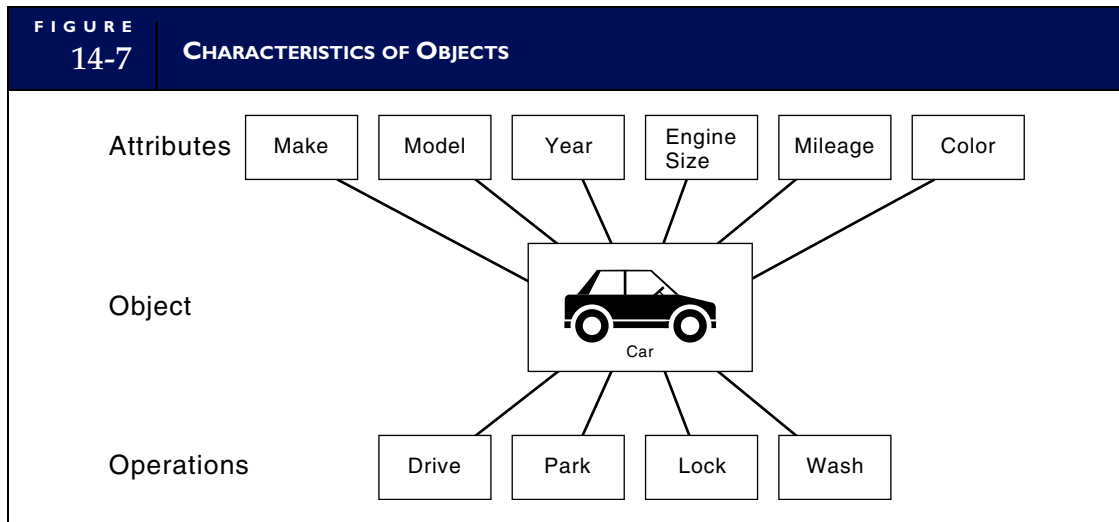 FIGURE
14-7
CHARACTERISTICS OF OBJECTS
Attributes
Make
Model
Year
Engine
Size
Mileage
Color
Object
Car
Operations
Drive
Park
Lock
Wash